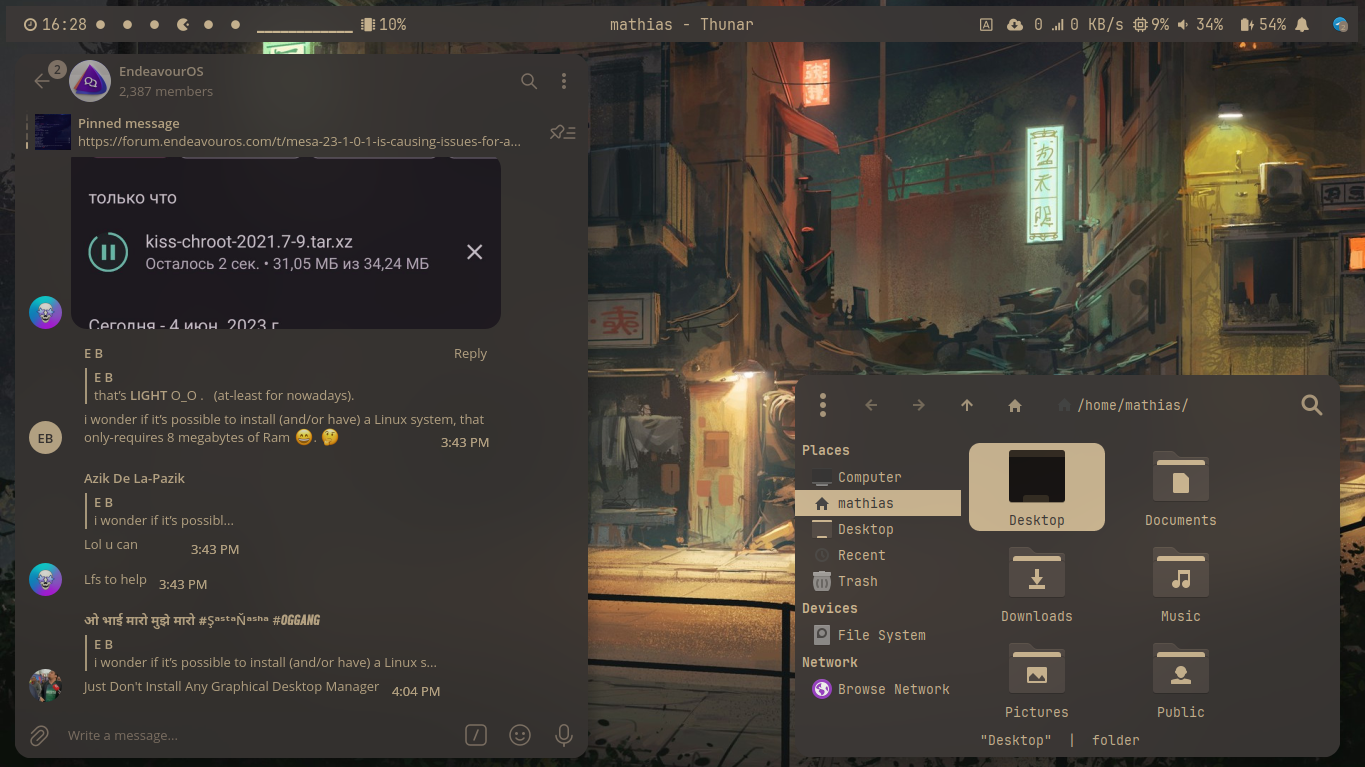 16:28
10%
mathias - Thunar
A
0
0 KB/s
9%
34%
54%
2
EndeavourOS
2,387 members
Pinned message
https://forum.endeavouros.com/t/mesa-23-1-0-1-is-causing-issues-for-a...
только что
kiss-chroot-2021.7-9.tar.xz
Осталось 2 сек. • 31,05 МБ из 34,24 МБ
Сегодня - 4 июн. 2023 г.
E B
Reply
E B
that's LIGHT O_O . (at-least for nowadays).
i wonder if it's possible to install (and/or have) a Linux system, that
only-requires 8 megabytes of Ram 😄. 🤔
3:43 PM
EB
Azik De La-Pazik
E B
i wonder if it's possibl...
Lol u can
3:43 PM
Lfs to help
3:43 PM
ओ भाई मारो मुझे मारो #ŞᵃˢᵗᵃŇᵃˢʰᵃ #OGGANG
E B
i wonder if it's possible to install (and/or have) a Linux s...
Just Don't Install Any Graphical Desktop Manager
4:04 PM
Write a message...
/home/mathias/
Places
Computer
mathias
Desktop
Recent
Trash
Devices
File System
Network
Browse Network
Desktop
Documents
Downloads
Music
Pictures
Public
"Desktop" | folder